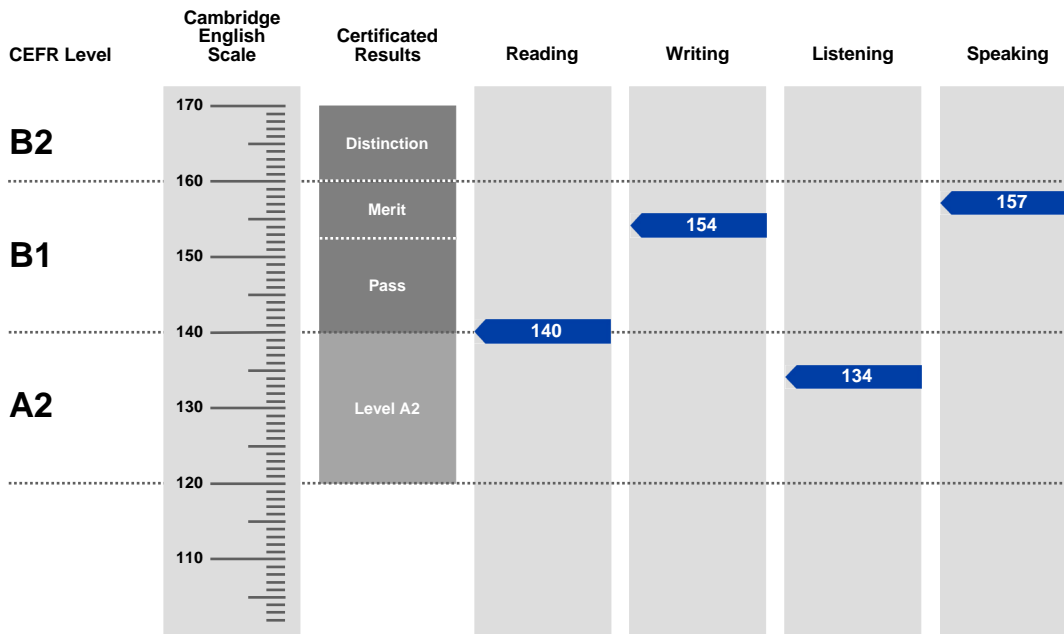 CEFR Level
Cambridge
English
Scale
Certificated
Results
Reading
Writing
Listening
Speaking
170
B2
Distinction
160
Merit
157
154
B1
150
Pass
140
140
134
A2
130
Level A2
120
110